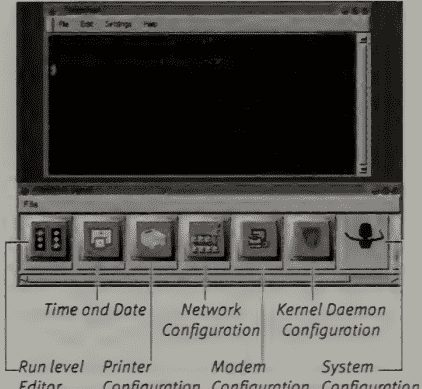 File Edit Settings Help
File
Time and Date Network Configuration Kernel Daemon Configuration
Run level Editor Printer Configuration Modem Configuration System Configuration